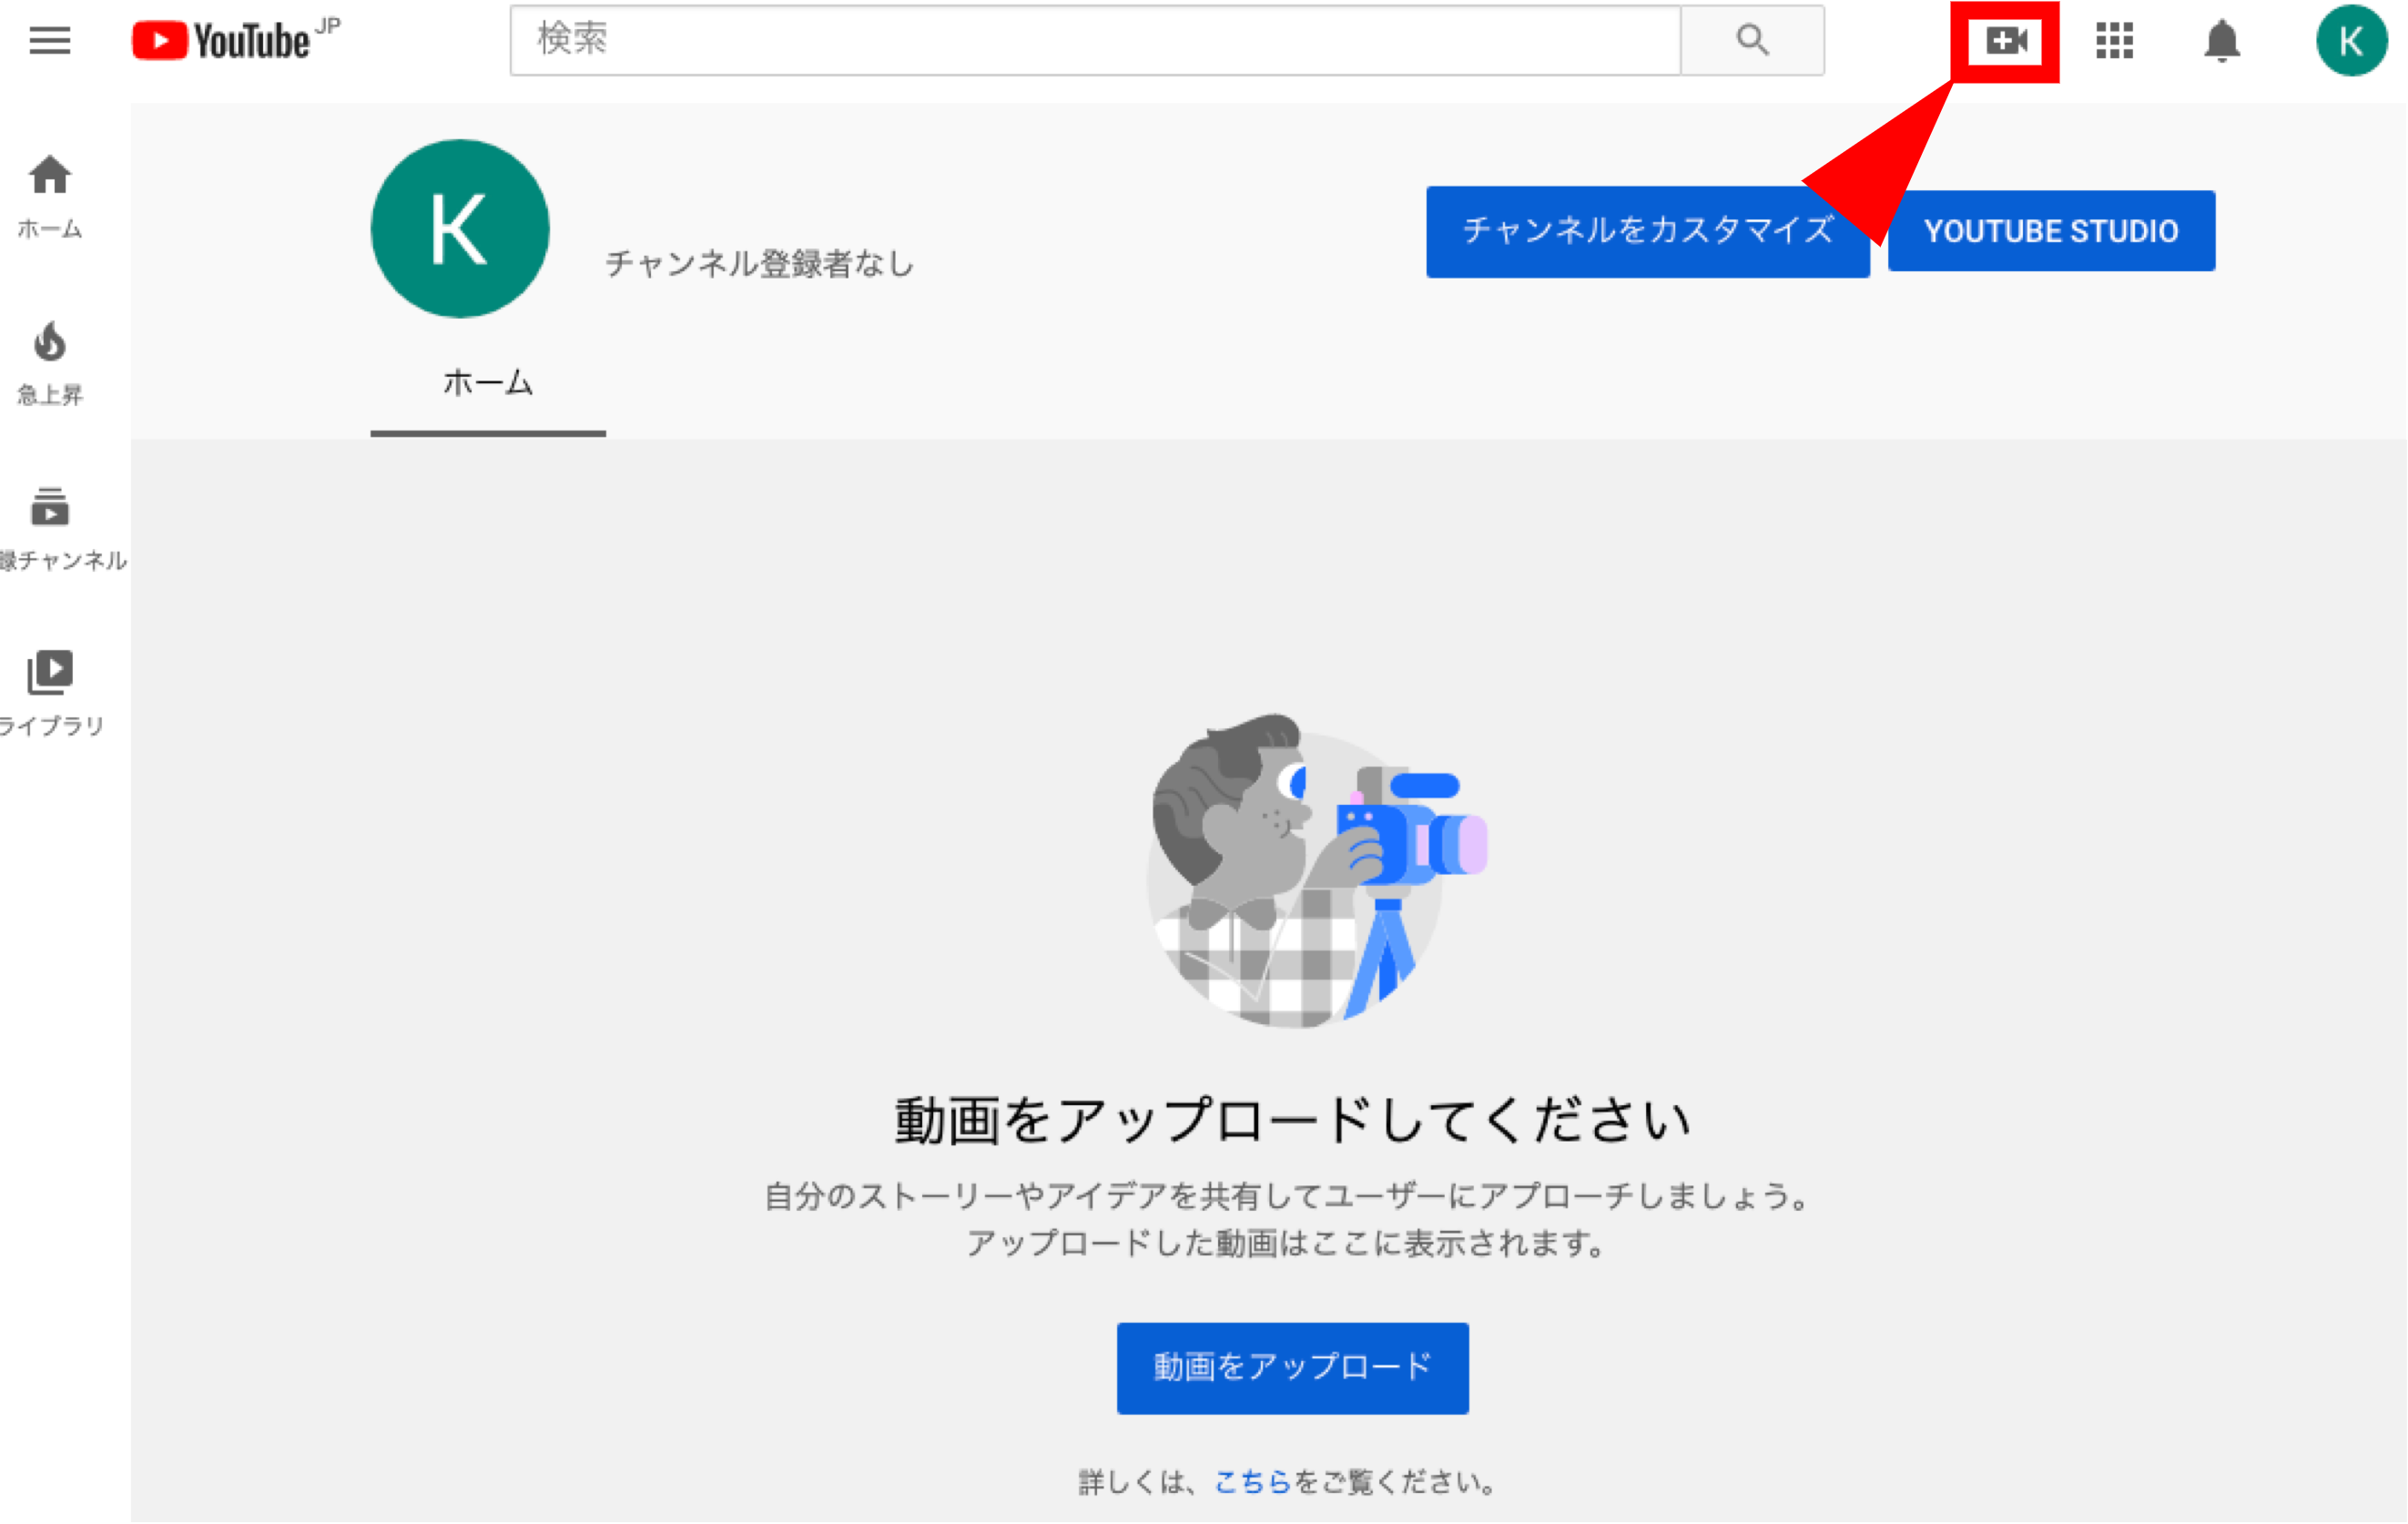 YouTube JP
検索
K
ホーム
急上昇
録チャンネル
ライブラリ
K
チャンネル登録者なし
チャンネルをカスタマイズ
YOUTUBE STUDIO
ホーム
動画をアップロードしてください
自分のストーリーやアイデアを共有してユーザーにアプローチしましょう。
アップロードした動画はここに表示されます。
動画をアップロード
詳しくは、こちらをご覧ください。